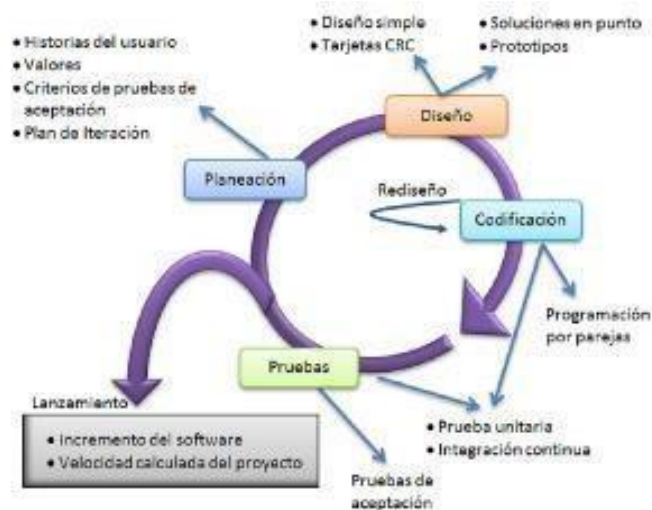 • Diseño simple
• Tarjetas CRC
• Soluciones en punto
• Prototipos
• Historias del usuario
• Valores
• Criterios de pruebas de
aceptación
• Plan de Iteración
Diseño
Planeación
Rediseño
Codificación
Programación
por parejas
Pruebas
Lanzamiento
• Incremento del software
• Velocidad calculada del proyecto
• Prueba unitaria
• Integración continua
Pruebas de
aceptación